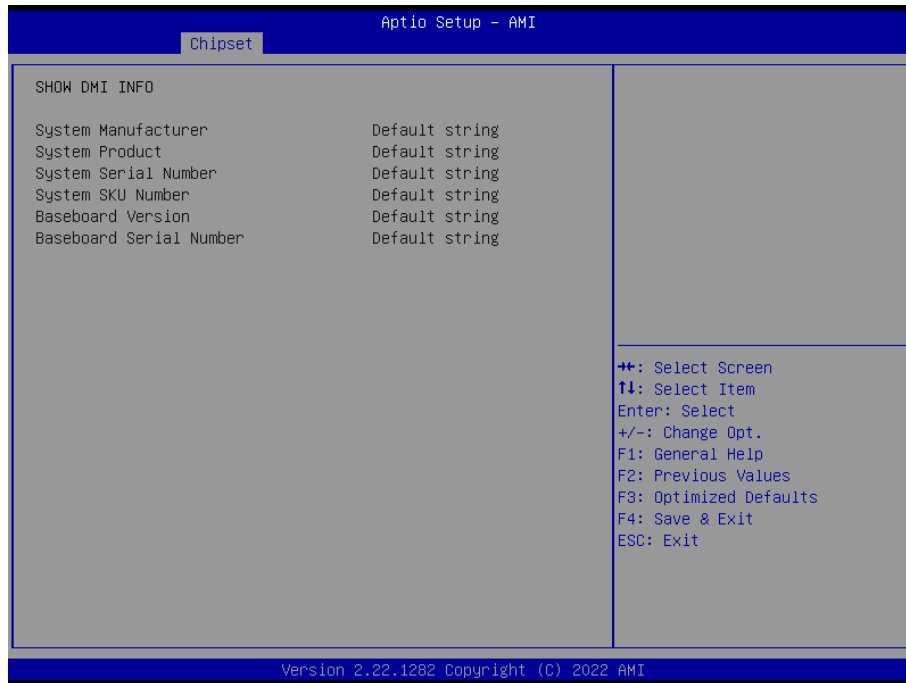 Aptio Setup – AMI
Chipset
SHOW DMI INFO
System Manufacturer Default string
System Product Default string
System Serial Number Default string
System SKU Number Default string
Baseboard Version Default string
Baseboard Serial Number Default string
→←: Select Screen
↑↓: Select Item
Enter: Select
+/-: Change Opt.
F1: General Help
F2: Previous Values
F3: Optimized Defaults
F4: Save & Exit
ESC: Exit
Version 2.22.1282 Copyright (C) 2022 AMI